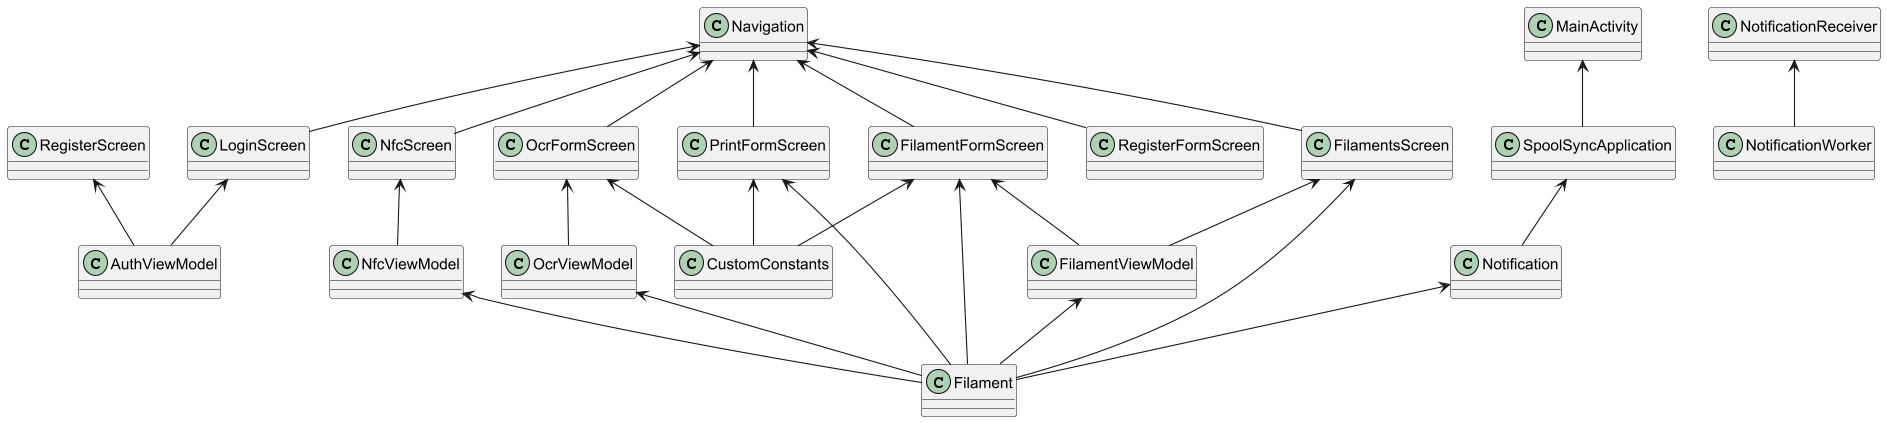 C Navigation
C MainActivity
C NotificationReceiver
C RegisterScreen
C LoginScreen
C NfcScreen
C OcrFormScreen
C PrintFormScreen
C FilamentFormScreen
C RegisterFormScreen
C FilamentsScreen
C SpoolSyncApplication
C NotificationWorker
C AuthViewModel
C NfcViewModel
C OcrViewModel
C CustomConstants
C FilamentViewModel
C Notification
C Filament